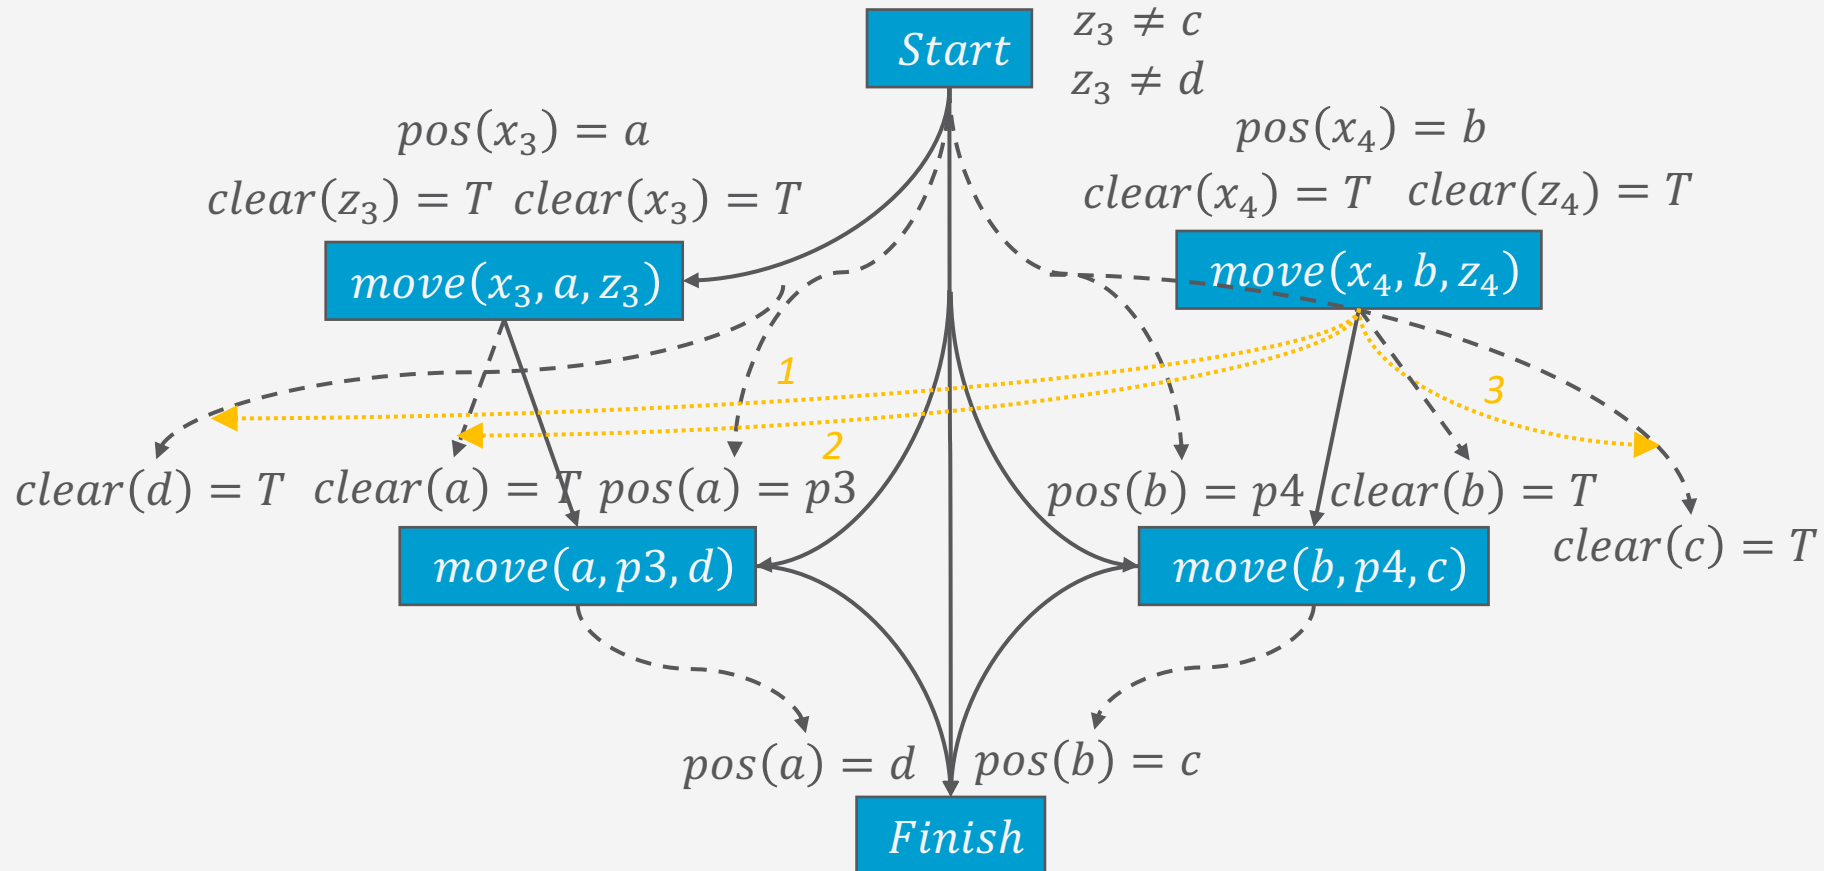 Start
z₃ ≠ c
z₃ ≠ d
pos(x₃) = a
pos(x₄) = b
clear(z₃) = T clear(x₃) = T
clear(x₄) = T clear(z₄) = T
move(x₃, a, z₃)
move(x₄, b, z₄)
1
2
3
clear(d) = T clear(a) = T pos(a) = p3
pos(b) = p4 clear(b) = T
clear(c) = T
move(a, p3, d)
move(b, p4, c)
pos(a) = d
pos(b) = c
Finish